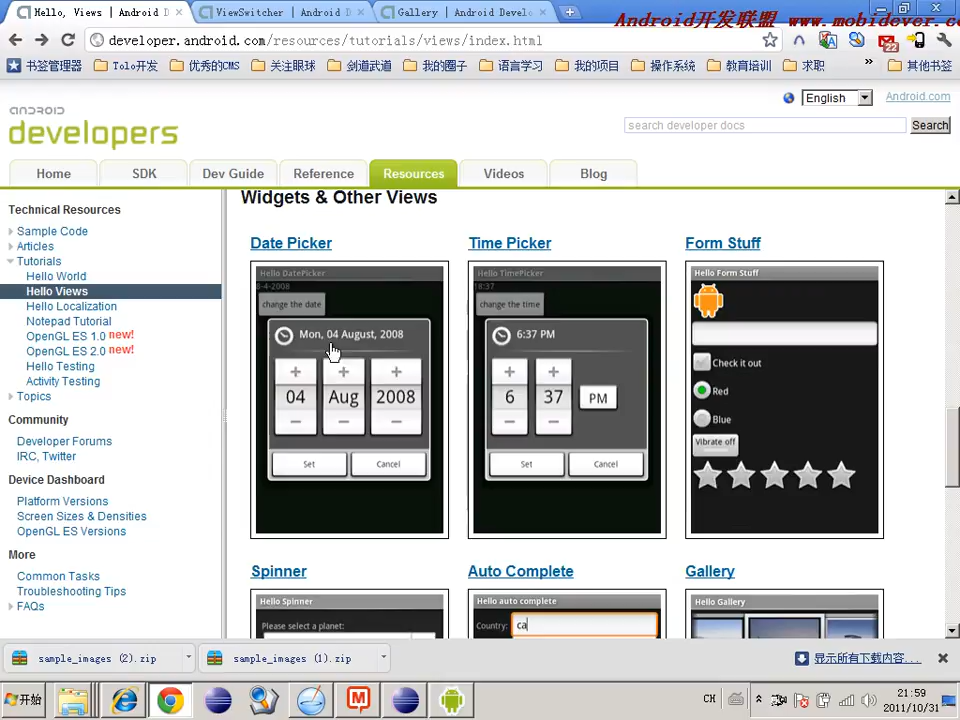 Hello, Views | Android D
ViewSwitcher | Android D
Gallery | Android Develo
Android开发联盟 www.mobidever.com
developer.android.com/resources/tutorials/views/index.html
22
书签管理器
Tolo开发
优秀的CMS
关注眼球
剑道武道
我的圈子
语言学习
我的项目
操作系统
教育培训
求职
»
其他书签
English
Android.com
android
developers
search developer docs
Search
Home
SDK
Dev Guide
Reference
Resources
Videos
Blog
Technical Resources
Sample Code
Articles
Tutorials
Hello World
Hello Views
Hello Localization
Notepad Tutorial
OpenGL ES 1.0 new!
OpenGL ES 2.0 new!
Hello Testing
Activity Testing
Topics
Community
Developer Forums
IRC, Twitter
Device Dashboard
Platform Versions
Screen Sizes & Densities
OpenGL ES Versions
More
Common Tasks
Troubleshooting Tips
FAQs
Widgets & Other Views
Date Picker
Hello DatePicker
8-4-2008
change the date
Mon, 04 August, 2008
+ + +
04 Aug 2008
− − −
Set Cancel
Time Picker
Hello TimePicker
18:37
change the time
6:37 PM
+ +
6 37 PM
− −
Set Cancel
Form Stuff
Hello Form Stuff
Check it out
Red
Blue
Vibrate off
Spinner
Hello Spinner
Please select a planet:
Auto Complete
Hello auto complete
Country: ca
Gallery
Hello Gallery
sample_images (2).zip
sample_images (1).zip
显示所有下载内容...
开始
CH
21:59
2011/10/31